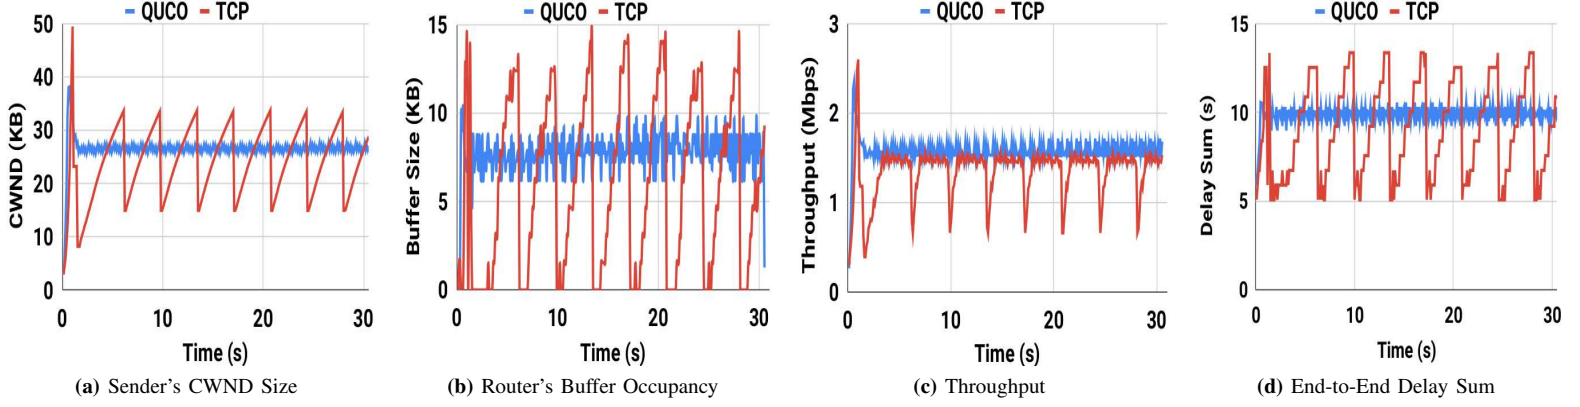 QUCO TCP
50
40
30
20
10
0
CWND (KB)
0 10 20 30
Time (s)
(a) Sender's CWND Size
QUCO TCP
15
10
5
0
Buffer Size (KB)
0 10 20 30
Time (s)
(b) Router's Buffer Occupancy
QUCO TCP
3
2
1
0
Throughput (Mbps)
0 10 20 30
Time (s)
(c) Throughput
QUCO TCP
15
10
5
0
Delay Sum (s)
0 10 20 30
Time (s)
(d) End-to-End Delay Sum